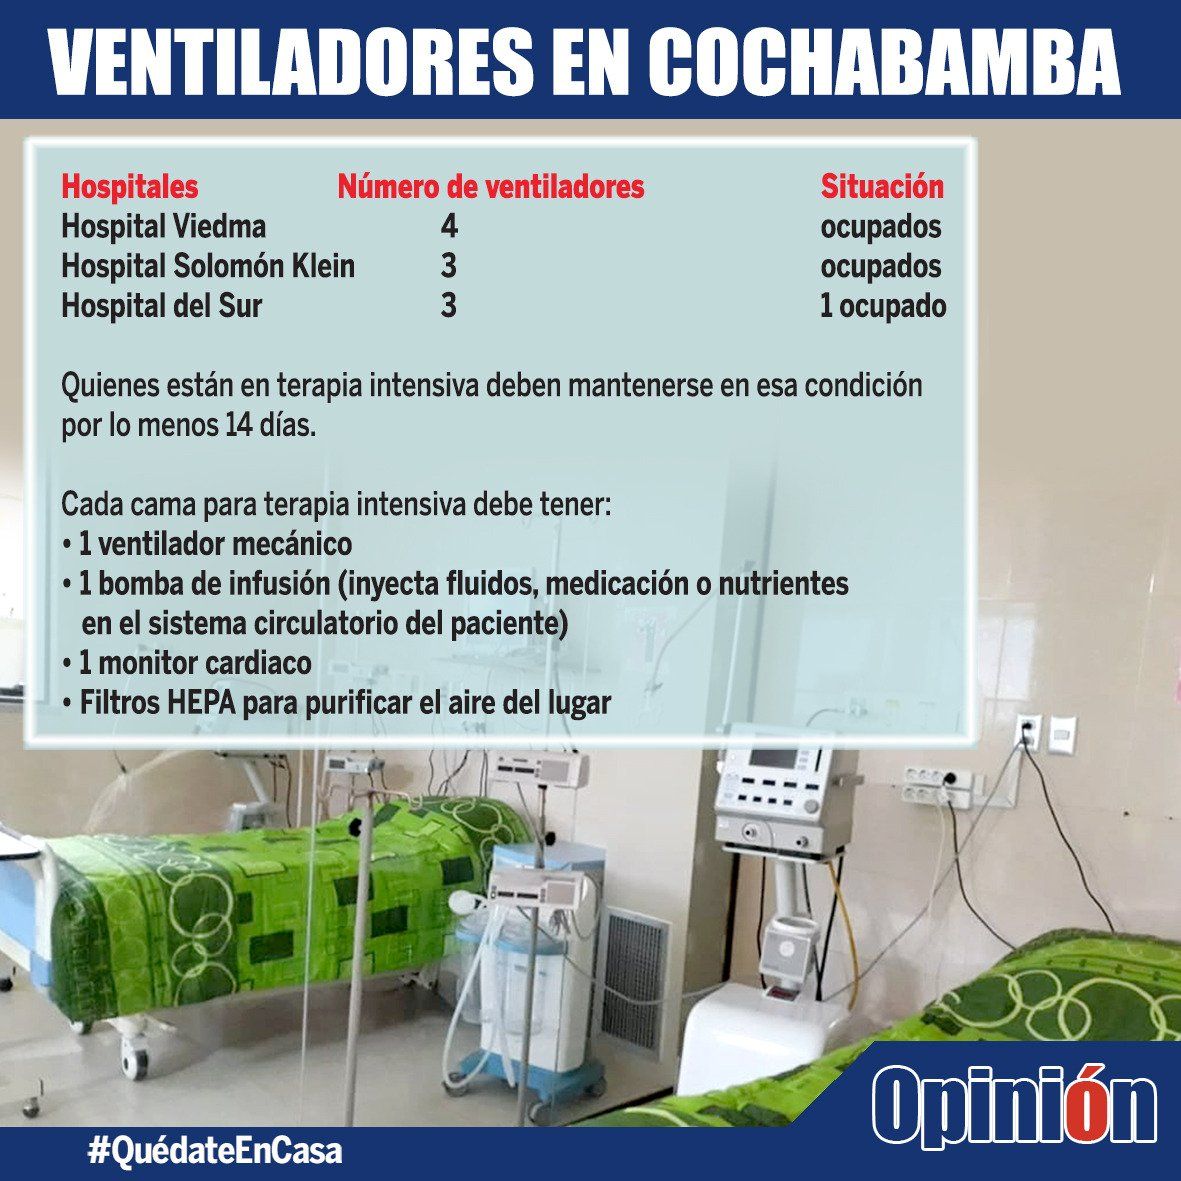 VENTILADORES EN COCHABAMBA
Hospitales Número de ventiladores Situación
Hospital Viedma 4 ocupados
Hospital Solomón Klein 3 ocupados
Hospital del Sur 3 1 ocupado
Quienes están en terapia intensiva deben mantenerse en esa condición
por lo menos 14 días.
Cada cama para terapia intensiva debe tener:
• 1 ventilador mecánico
• 1 bomba de infusión (inyecta fluidos, medicación o nutrientes
en el sistema circulatorio del paciente)
• 1 monitor cardiaco
• Filtros HEPA para purificar el aire del lugar
Opinión
#QuédateEnCasa